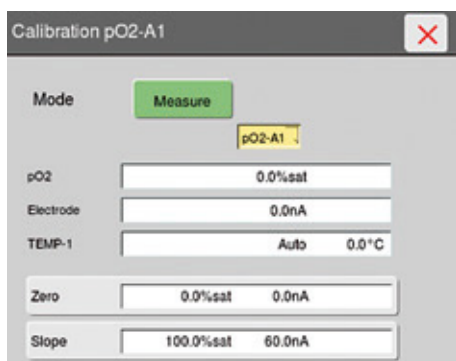 Calibration pO2-A1
Mode Measure
pO2-A1
pO2 0.0%sat
Electrode 0.0nA
TEMP-1 Auto 0.0°C
Zero 0.0%sat 0.0nA
Slope 100.0%sat 60.0nA